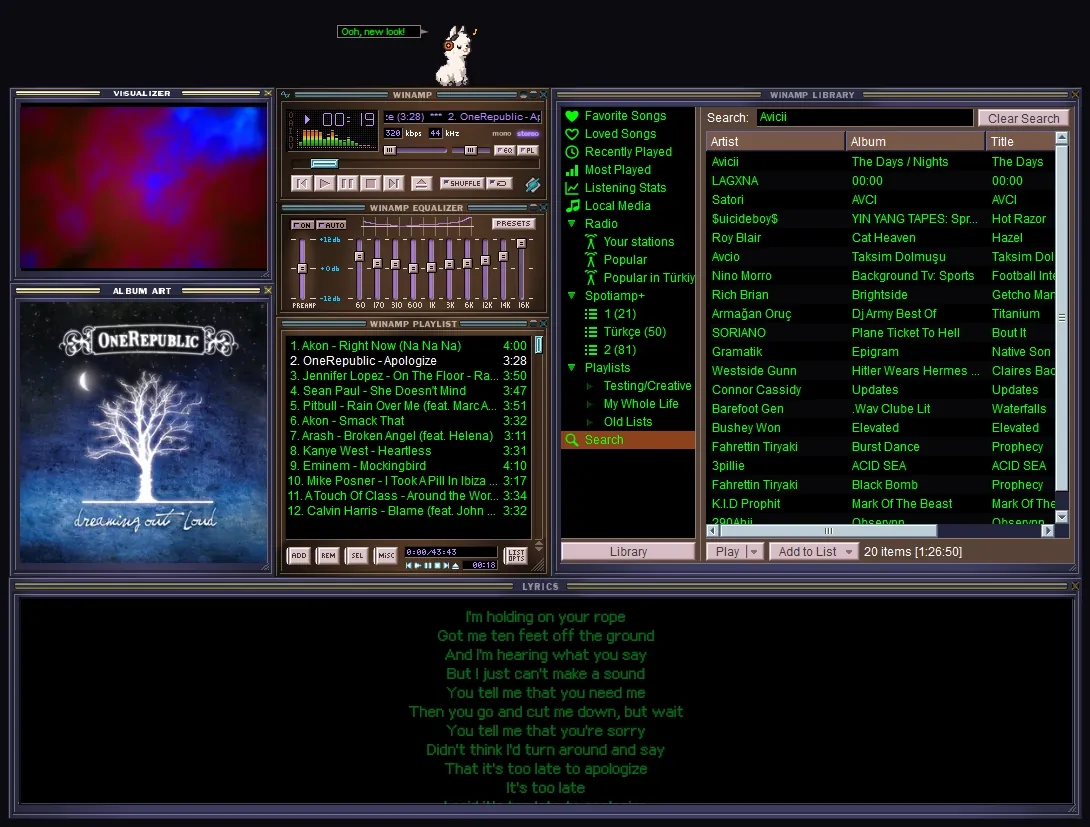 Ooh, new look!
VISUALIZER
WINAMP
00:19
te (3:28) *** 2. OneRepublic - Ap
320 kbps 44 kHz mono stereo
EQ PL
SHUFFLE
WINAMP EQUALIZER
ON AUTO PRESETS
+12 db
+0 db
-12 db
PREAMP 60 170 310 600 1K 3K 6K 12K 14K 16K
ALBUM ART
ONEREPUBLIC
dreaming out loud
WINAMP PLAYLIST
1. Akon - Right Now (Na Na Na) 4:00
2. OneRepublic - Apologize 3:28
3. Jennifer Lopez - On The Floor - Ra... 3:50
4. Sean Paul - She Doesn't Mind 3:47
5. Pitbull - Rain Over Me (feat. Marc A... 3:51
6. Akon - Smack That 3:32
7. Arash - Broken Angel (feat. Helena) 3:11
8. Kanye West - Heartless 3:31
9. Eminem - Mockingbird 4:10
10. Mike Posner - I Took A Pill In Ibiza ... 3:17
11. A Touch Of Class - Around the Wor... 3:34
12. Calvin Harris - Blame (feat. John ... 3:32
ADD REM SEL MISC 0:00/43:43 LIST OPTS
00:18
WINAMP LIBRARY
Favorite Songs
Loved Songs
Recently Played
Most Played
Listening Stats
Local Media
Radio
Your stations
Popular
Popular in Türkiy
Spotiamp+
1 (21)
Türkçe (50)
2 (81)
Playlists
Testing/Creative
My Whole Life
Old Lists
Search
Library
Search: Avicii Clear Search
Artist Album Title
Avicii The Days / Nights The Days
LAGXNA 00:00 00:00
Satori AVCI AVCI
$uicideboy$ YIN YANG TAPES: Spr... Hot Razor
Roy Blair Cat Heaven Hazel
Avcio Taksim Dolmuşu Taksim Dol
Nino Morro Background Tv: Sports Football Inte
Rich Brian Brightside Getcho Man
Armağan Oruç Dj Army Best Of Titanium
SORIANO Plane Ticket To Hell Bout It
Gramatik Epigram Native Son
Westside Gunn Hitler Wears Hermes ... Claires Bac
Connor Cassidy Updates Updates
Barefoot Gen .Wav Clube Lit Waterfalls
Bushey Won Elevated Elevated
Fahrettin Tiryaki Burst Dance Prophecy
3pillie ACID SEA ACID SEA
Fahrettin Tiryaki Black Bomb Prophecy
K.I.D Prophit Mark Of The Beast Mark Of The
Play Add to List 20 items [1:26:50]
LYRICS
I'm holding on your rope
Got me ten feet off the ground
And I'm hearing what you say
But I just can't make a sound
You tell me that you need me
Then you go and cut me down, but wait
You tell me that you're sorry
Didn't think I'd turn around and say
That it's too late to apologize
It's too late